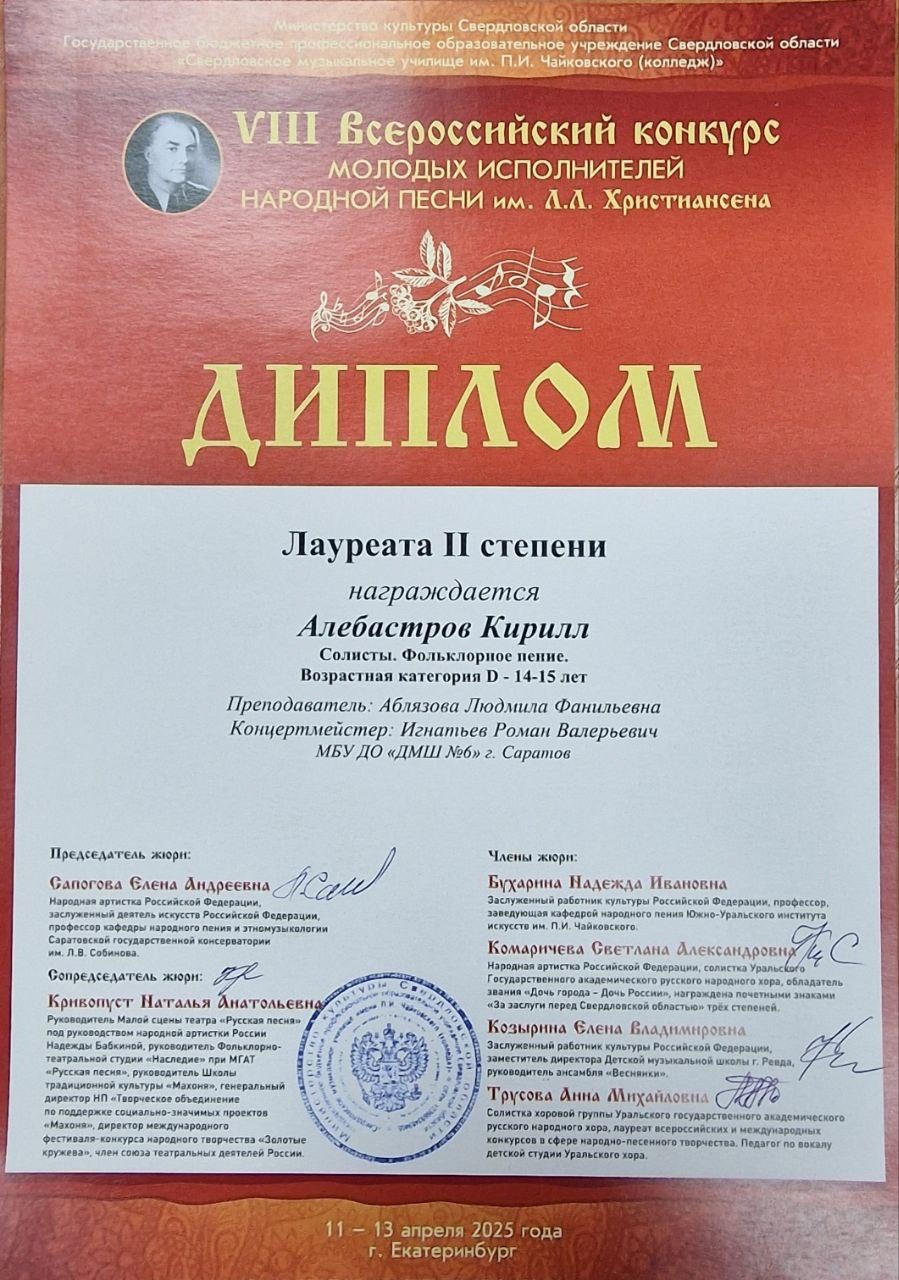 Министерство культуры Свердловской области
Государственное бюджетное профессиональное образовательное учреждение Свердловской области
«Свердловское музыкальное училище им. П.И. Чайковского (колледж)»
VIII Всероссийский конкурс
МОЛОДЫХ ИСПОЛНИТЕЛЕЙ
НАРОДНОЙ ПЕСНИ им. Л.Л. Христиансена
ДИПЛОМ
Лауреата II степени
награждается
Алебастров Кирилл
Солисты. Фольклорное пение.
Возрастная категория D - 14-15 лет
Преподаватель: Аблязова Людмила Фанильевна
Концертмейстер: Игнатьев Роман Валерьевич
МБУ ДО «ДМШ №6» г. Саратов
Председатель жюри:
Сапогова Елена Андреевна
Народная артистка Российской Федерации,
заслуженный деятель искусств Российской Федерации,
профессор кафедры народного пения и этномузыкологии
Саратовской государственной консерватории
им. Л.В. Собинова.
Сопредседатель жюри:
Кривопуст Наталья Анатольевна
Руководитель Малой сцены театра «Русская песня»
под руководством народной артистки России
Надежды Бабкиной, руководитель Фольклорно-
театральной студии «Наследие» при МГАТ
«Русская песня», руководитель Школы
традиционной культуры «Махоня», генеральный
директор НП «Творческое объединение
по поддержке социально-значимых проектов
«Махоня», директор международного
фестиваля-конкурса народного творчества «Золотые
кружева», член союза театральных деятелей России.
Члены жюри:
Бухарина Надежда Ивановна
Заслуженный работник культуры Российской Федерации, профессор,
заведующая кафедрой народного пения Южно-Уральского института
искусств им. П.И. Чайковского.
Комаричева Светлана Александровна
Народная артистка Российской Федерации, солистка Уральского
Государственного академического русского народного хора, обладатель
звания «Дочь города - Дочь России», награждена почетными знаками
«За заслуги перед Свердловской областью» трёх степеней.
Козырина Елена Владимировна
Заслуженный работник культуры Российской Федерации,
заместитель директора Детской музыкальной школы г. Ревда,
руководитель ансамбля «Веснянки».
Трусова Анна Михайловна
Солистка хоровой группы Уральского государственного академического
русского народного хора, лауреат всероссийских и международных
конкурсов в сфере народно-песенного творчества. Педагог по вокалу
детской студии Уральского хора.
11 – 13 апреля 2025 года
г. Екатеринбург